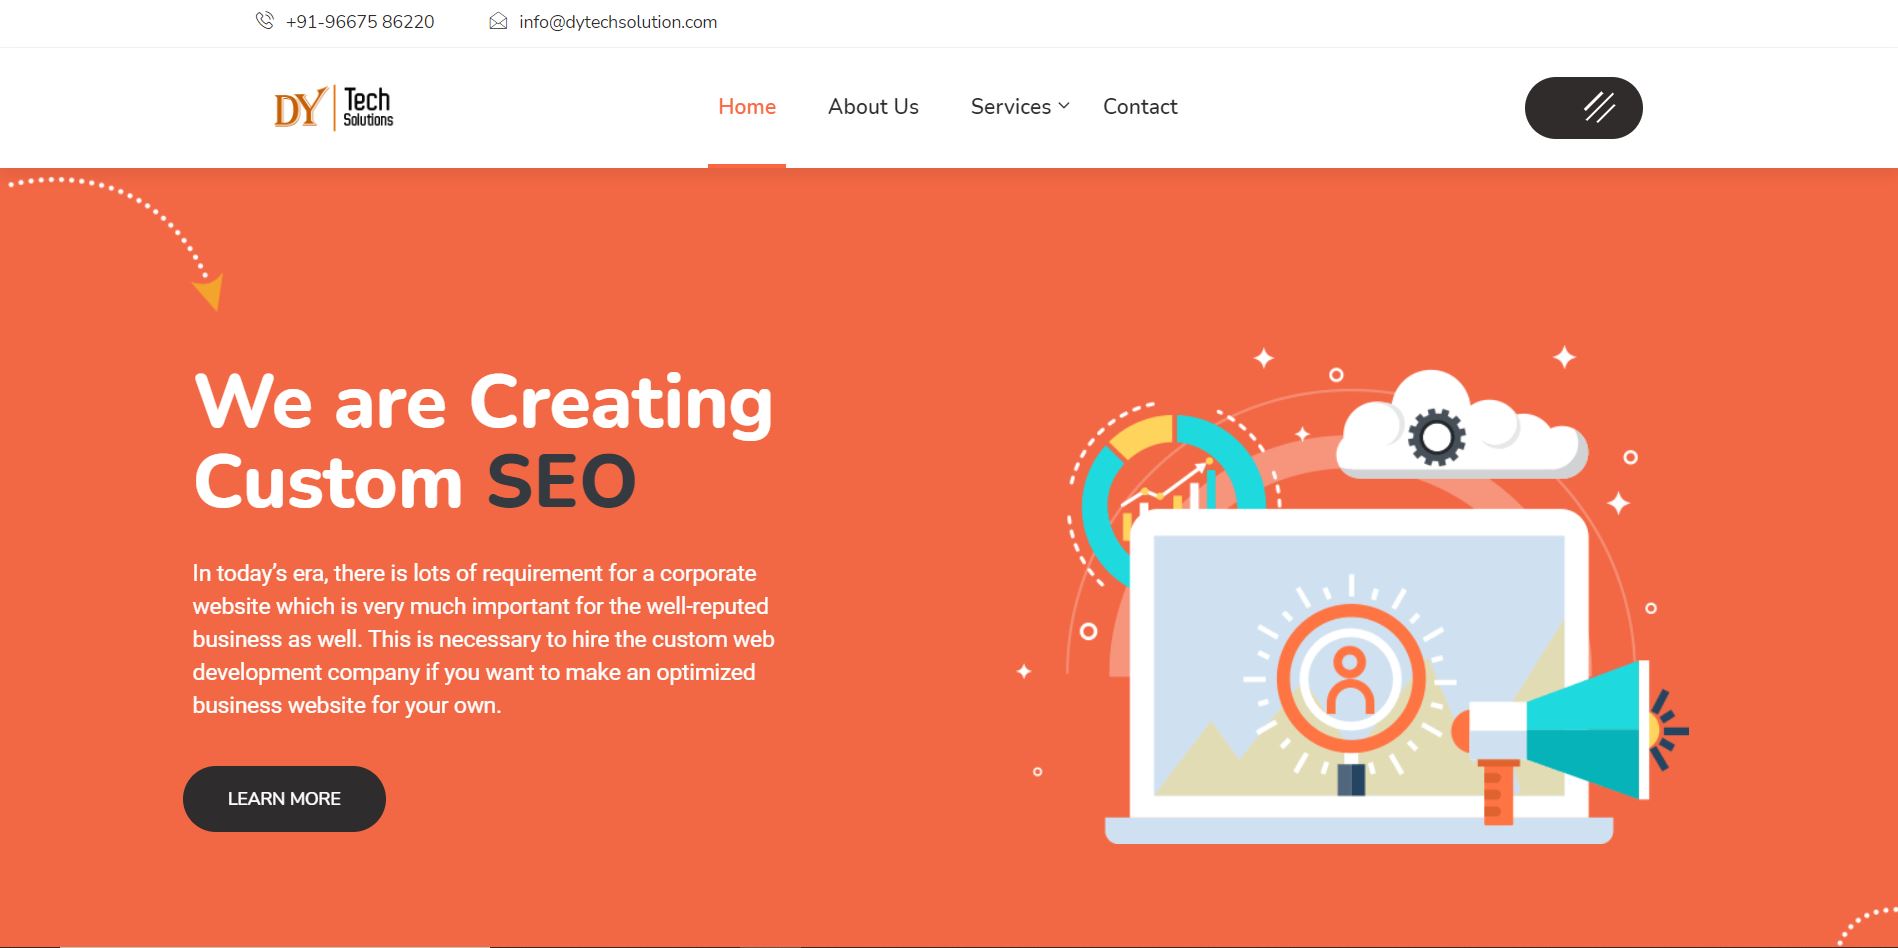 +91-96675 86220 info@dytechsolution.com
DY Tech
Solutions
Home About Us Services Contact
We are Creating
Custom SEO
In today’s era, there is lots of requirement for a corporate
website which is very much important for the well-reputed
business as well. This is necessary to hire the custom web
development company if you want to make an optimized
business website for your own.
LEARN MORE